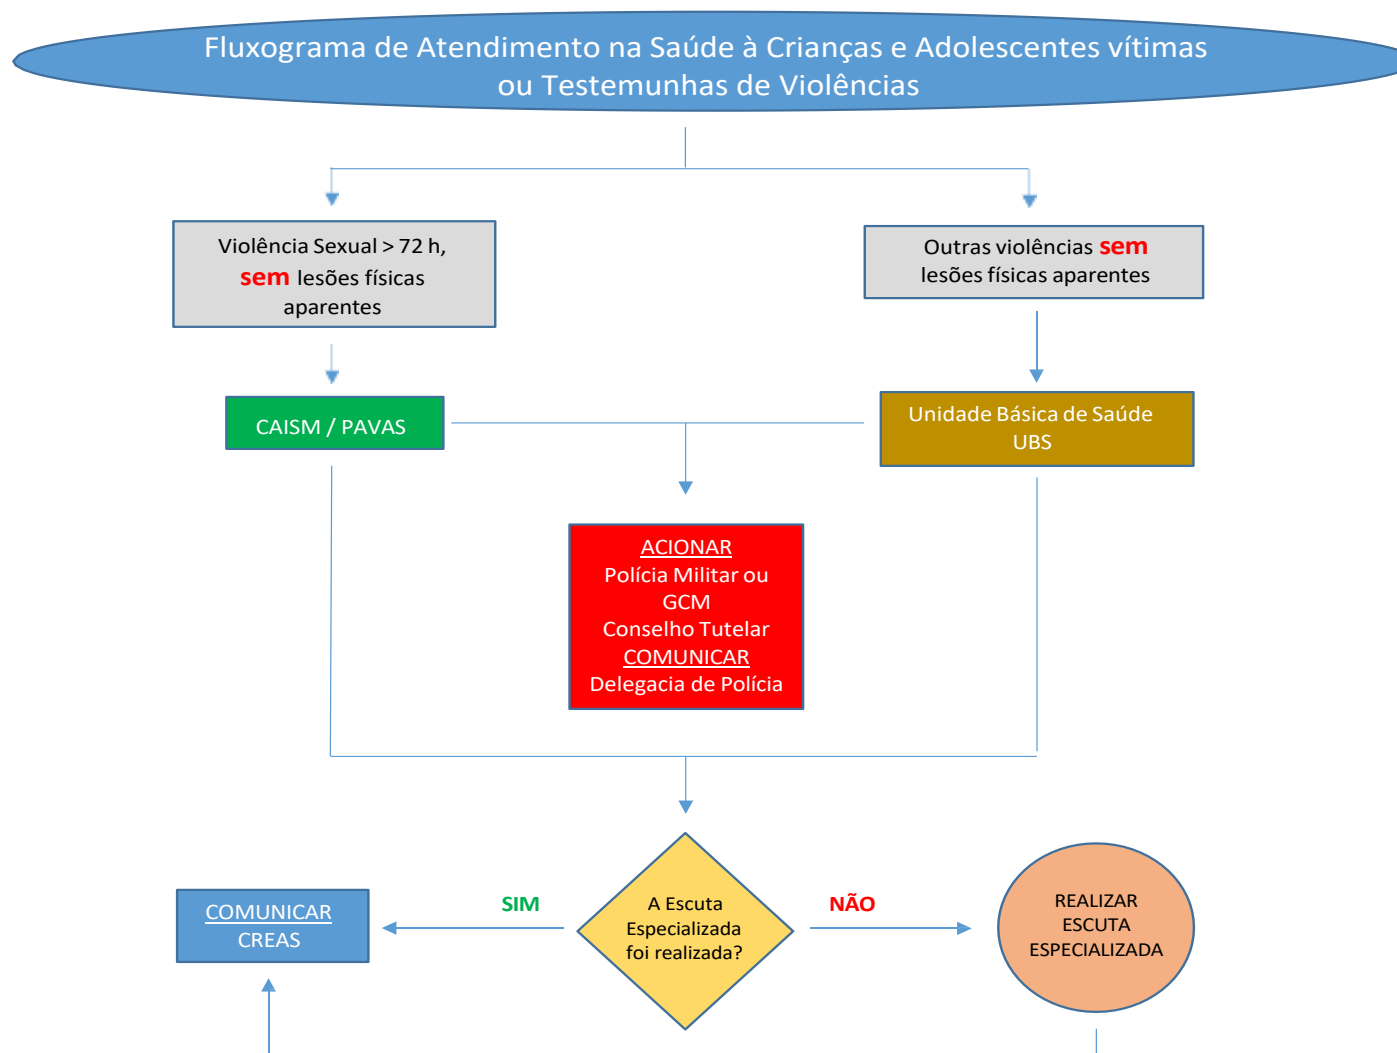 Fluxograma de Atendimento na Saúde à Crianças e Adolescentes vítimas
ou Testemunhas de Violências
Violência Sexual > 72 h,
sem lesões físicas
aparentes
Outras violências sem
lesões físicas aparentes
CAISM / PAVAS
Unidade Básica de Saúde
UBS
ACIONAR
Polícia Militar ou
GCM
Conselho Tutelar
COMUNICAR
Delegacia de Polícia
COMUNICAR
CREAS
SIM
A Escuta
Especializada
foi realizada?
NÃO
REALIZAR
ESCUTA
ESPECIALIZADA